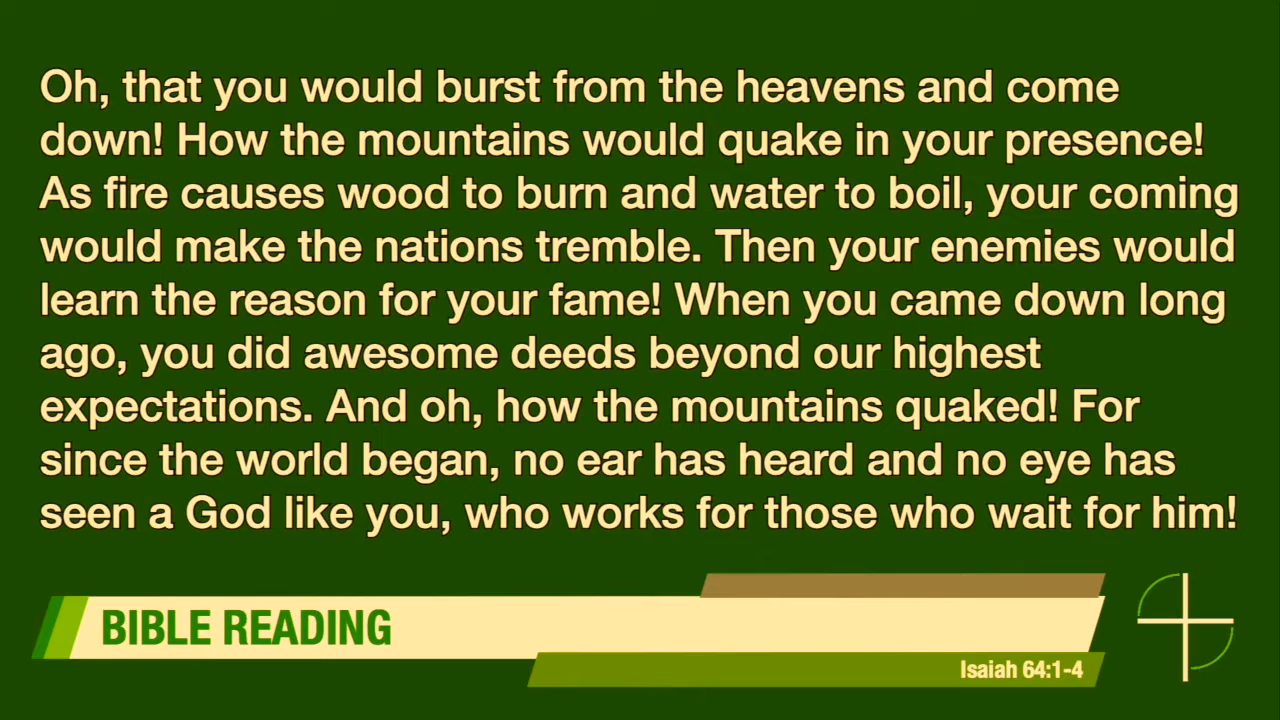 Oh, that you would burst from the heavens and come
down! How the mountains would quake in your presence!
As fire causes wood to burn and water to boil, your coming
would make the nations tremble. Then your enemies would
learn the reason for your fame! When you came down long
ago, you did awesome deeds beyond our highest
expectations. And oh, how the mountains quaked! For
since the world began, no ear has heard and no eye has
seen a God like you, who works for those who wait for him!
BIBLE READING
Isaiah 64:1-4